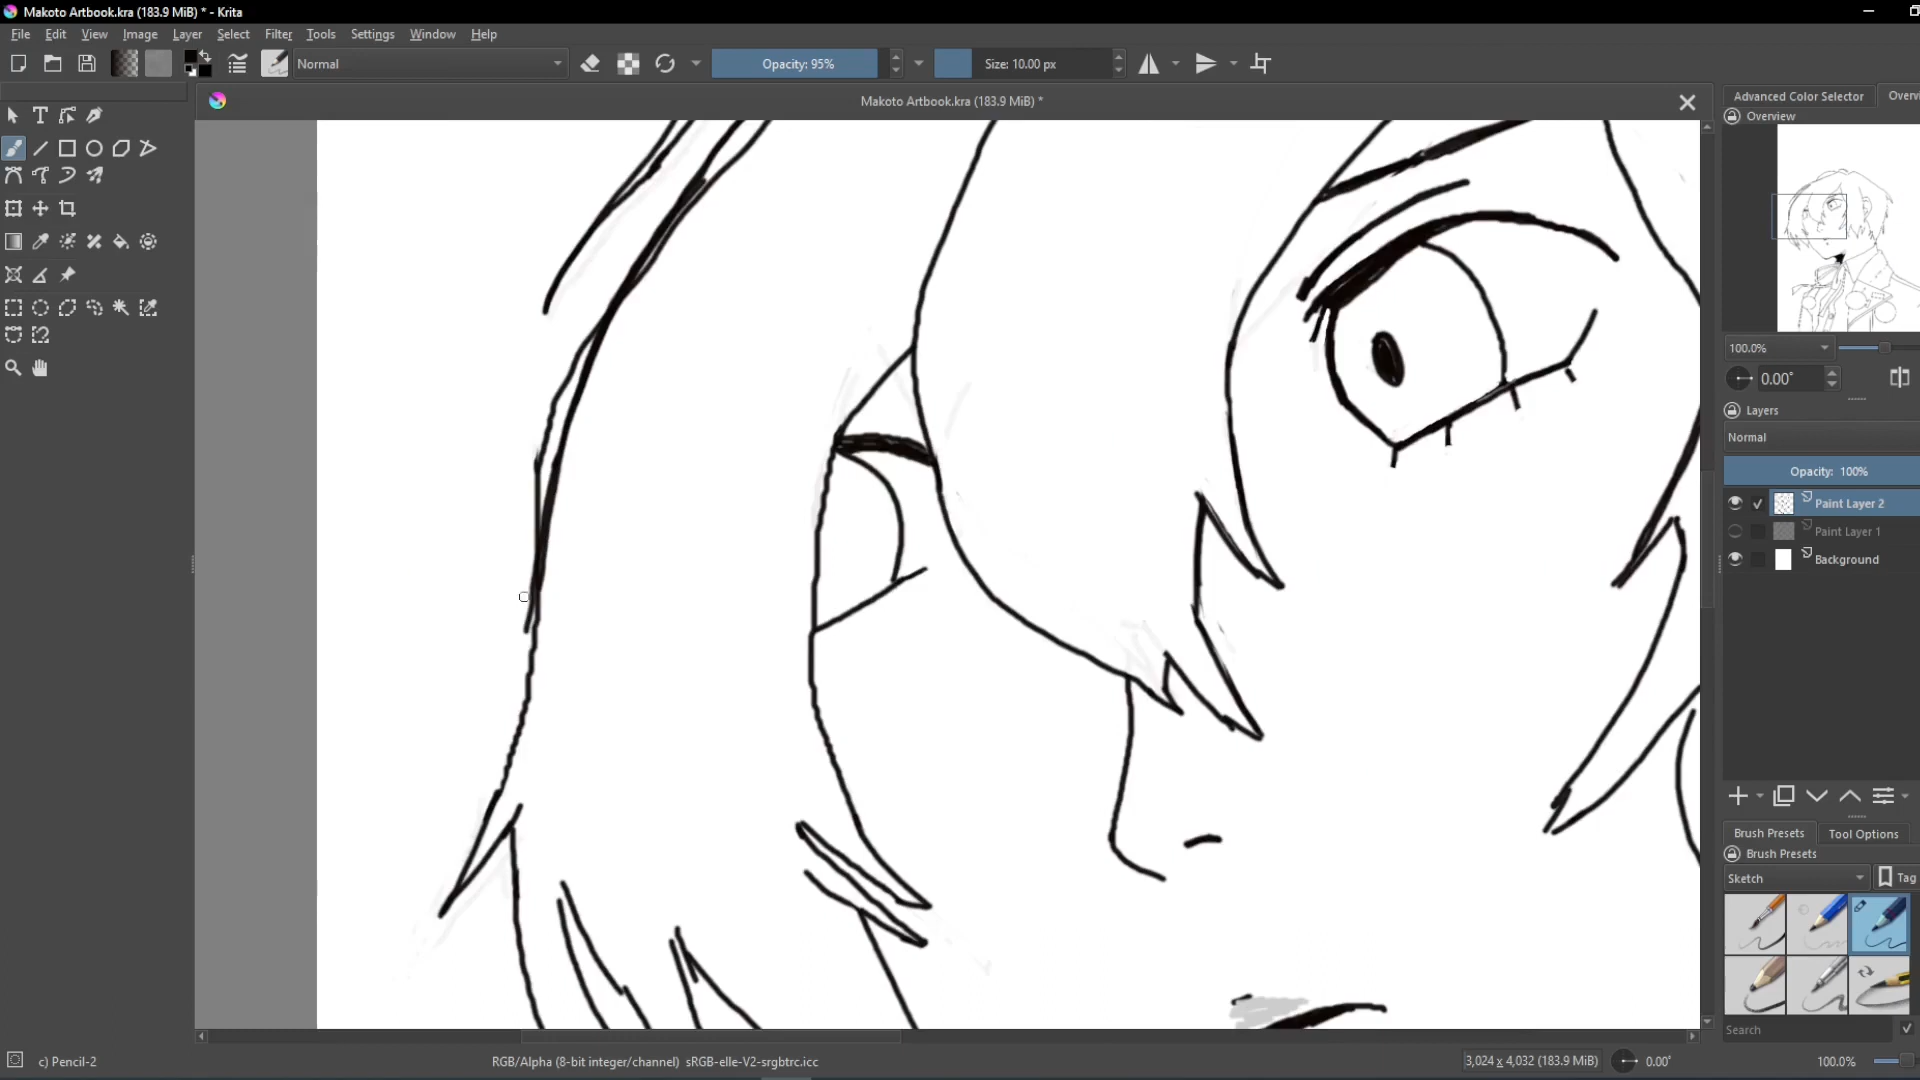 Makoto Artbook.kra (183.9 MiB) * - Krita
File Edit View Image Layer Select Filter Tools Settings Window Help
Normal
Opacity: 95%
Size: 10.00 px
Makoto Artbook.kra (183.9 MiB) *
Advanced Color Selector
Overvi
Overview
100.0%
0.00°
Layers
Normal
Opacity: 100%
Paint Layer 2
Paint Layer 1
Background
Brush Presets
Tool Options
Brush Presets
Sketch
Tag
Search
c) Pencil-2
RGB/Alpha (8-bit integer/channel) sRGB-elle-V2-srgbtrc.icc
3,024 x 4,032 (183.9 MiB)
0.00°
100.0%